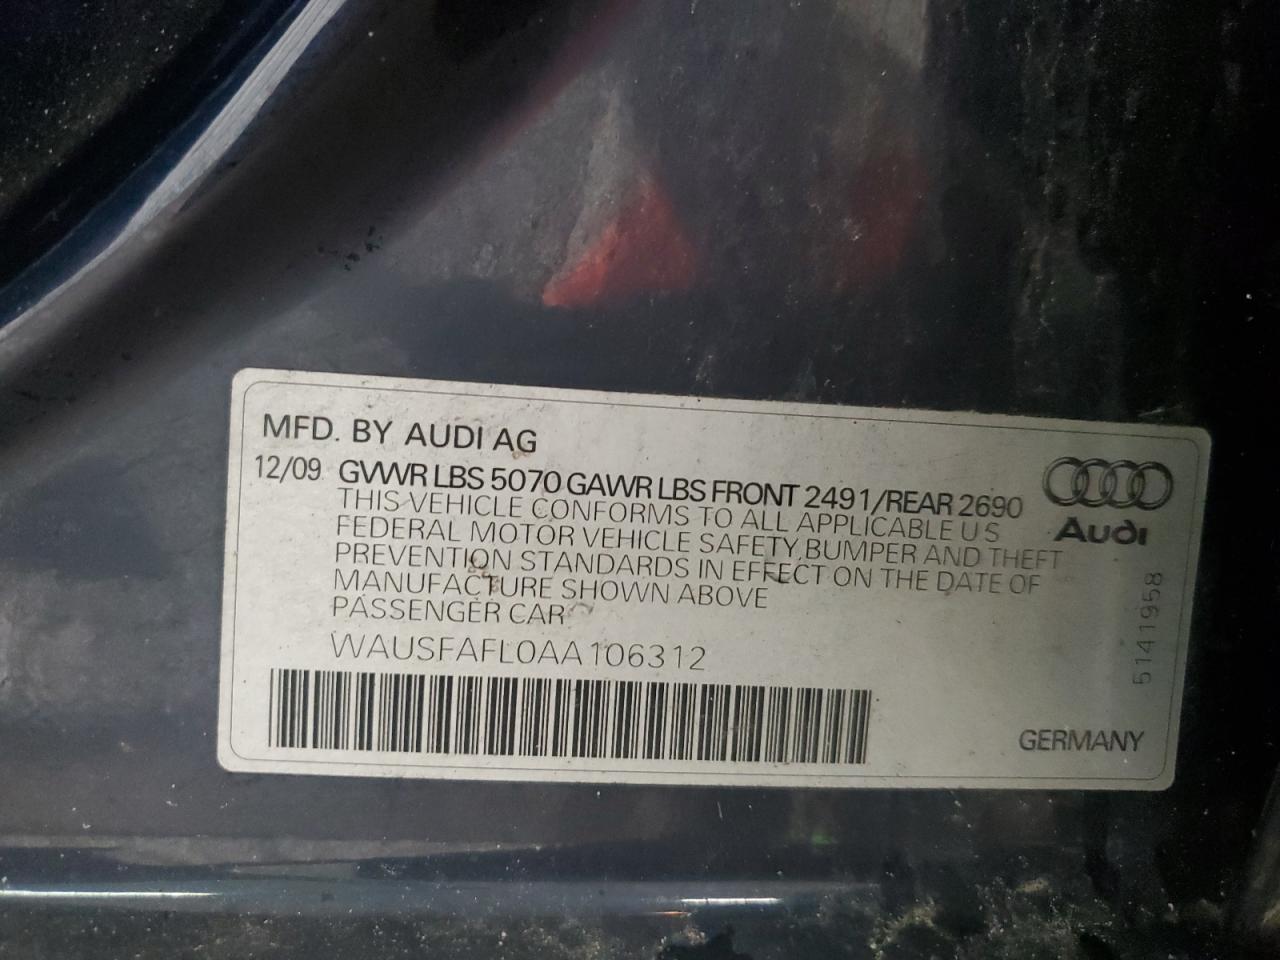 MFD. BY AUDI AG
12/09 GVWR LBS 5070 GAWR LBS FRONT 2491/REAR 2690
THIS VEHICLE CONFORMS TO ALL APPLICABLE U S
FEDERAL MOTOR VEHICLE SAFETY, BUMPER AND THEFT
PREVENTION STANDARDS IN EFFECT ON THE DATE OF
MANUFACTURE SHOWN ABOVE
PASSENGER CAR
WAUSFAFL0AA106312
Audi
5141958
GERMANY